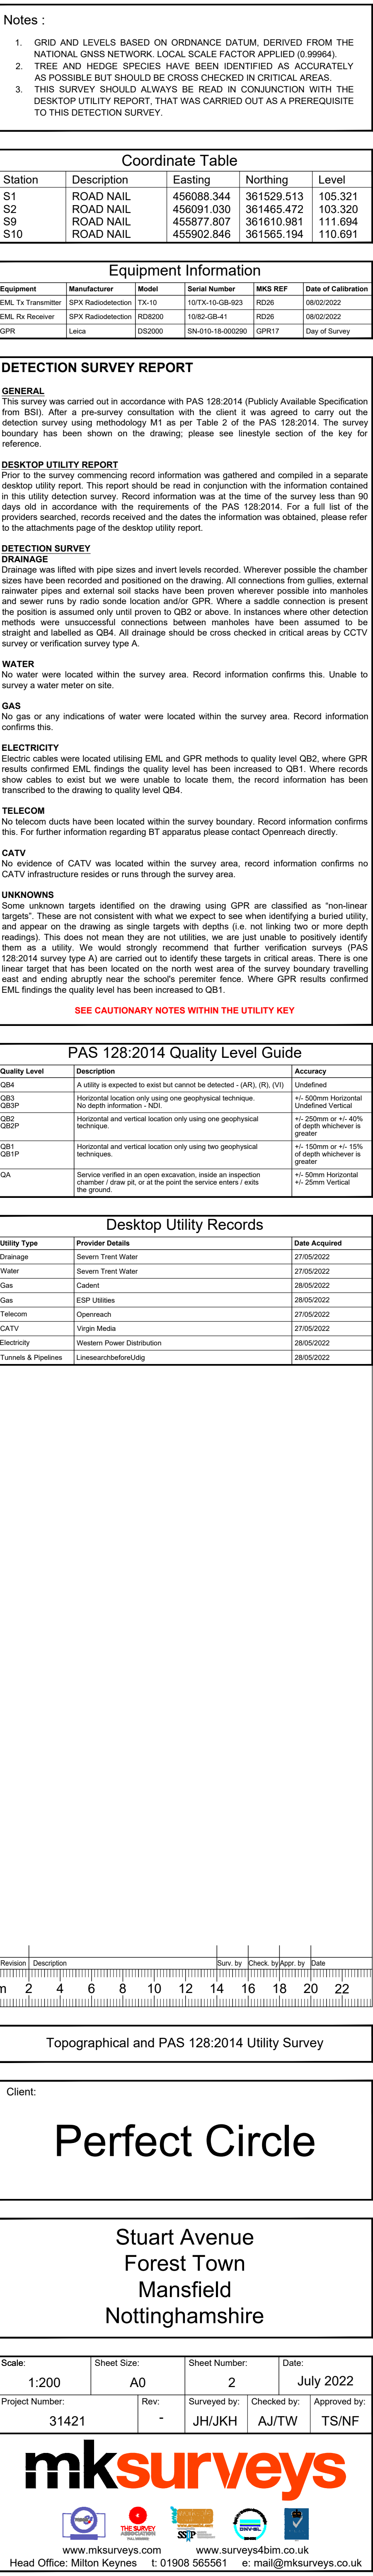 Notes :
1. GRID AND LEVELS BASED ON ORDNANCE DATUM, DERIVED FROM THE
NATIONAL GNSS NETWORK. LOCAL SCALE FACTOR APPLIED (0.99964).
2. TREE AND HEDGE SPECIES HAVE BEEN IDENTIFIED AS ACCURATELY
AS POSSIBLE BUT SHOULD BE CROSS CHECKED IN CRITICAL AREAS.
3. THIS SURVEY SHOULD ALWAYS BE READ IN CONJUNCTION WITH THE
DESKTOP UTILITY REPORT, THAT WAS CARRIED OUT AS A PREREQUISITE
TO THIS DETECTION SURVEY.
Coordinate Table
Station Description Easting Northing Level
S1 ROAD NAIL 456088.344 361529.513 105.321
S2 ROAD NAIL 456091.030 361465.472 103.320
S9 ROAD NAIL 455877.807 361610.981 111.694
S10 ROAD NAIL 455902.846 361565.194 110.691
Equipment Information
Equipment Manufacturer Model Serial Number MKS REF Date of Calibration
EML Tx Transmitter SPX Radiodetection TX-10 10/TX-10-GB-923 RD26 08/02/2022
EML Rx Receiver SPX Radiodetection RD8200 10/82-GB-41 RD26 08/02/2022
GPR Leica DS2000 SN-010-18-000290 GPR17 Day of Survey
DETECTION SURVEY REPORT
GENERAL
This survey was carried out in accordance with PAS 128:2014 (Publicly Available Specification
from BSI). After a pre-survey consultation with the client it was agreed to carry out the
detection survey using methodology M1 as per Table 2 of the PAS 128:2014. The survey
boundary has been shown on the drawing; please see linestyle section of the key for
reference.
DESKTOP UTILITY REPORT
Prior to the survey commencing record information was gathered and compiled in a separate
desktop utility report. This report should be read in conjunction with the information contained
in this utility detection survey. Record information was at the time of the survey less than 90
days old in accordance with the requirements of the PAS 128:2014. For a full list of the
providers searched, records received and the dates the information was obtained, please refer
to the attachments page of the desktop utility report.
DETECTION SURVEY
DRAINAGE
Drainage was lifted with pipe sizes and invert levels recorded. Wherever possible the chamber
sizes have been recorded and positioned on the drawing. All connections from gullies, external
rainwater pipes and external soil stacks have been proven wherever possible into manholes
and sewer runs by radio sonde location and/or GPR. Where a saddle connection is present
the position is assumed only until proven to QB2 or above. In instances where other detection
methods were unsuccessful connections between manholes have been assumed to be
straight and labelled as QB4. All drainage should be cross checked in critical areas by CCTV
survey or verification survey type A.
WATER
No water were located within the survey area. Record information confirms this. Unable to
survey a water meter on site.
GAS
No gas or any indications of water were located within the survey area. Record information
confirms this.
ELECTRICITY
Electric cables were located utilising EML and GPR methods to quality level QB2, where GPR
results confirmed EML findings the quality level has been increased to QB1. Where records
show cables to exist but we were unable to locate them, the record information has been
transcribed to the drawing to quality level QB4.
TELECOM
No telecom ducts have been located within the survey boundary. Record information confirms
this. For further information regarding BT apparatus please contact Openreach directly.
CATV
No evidence of CATV was located within the survey area, record information confirms no
CATV infrastructure resides or runs through the survey area.
UNKNOWNS
Some unknown targets identified on the drawing using GPR are classified as “non-linear
targets”. These are not consistent with what we expect to see when identifying a buried utility,
and appear on the drawing as single targets with depths (i.e. not linking two or more depth
readings). This does not mean they are not utilities, we are just unable to positively identify
them as a utility. We would strongly recommend that further verification surveys (PAS
128:2014 survey type A) are carried out to identify these targets in critical areas. There is one
linear target that has been located on the north west area of the survey boundary travelling
east and ending abruptly near the school's peremiter fence. Where GPR results confirmed
EML findings the quality level has been increased to QB1.
SEE CAUTIONARY NOTES WITHIN THE UTILITY KEY
PAS 128:2014 Quality Level Guide
Quality Level Description Accuracy
QB4 A utility is expected to exist but cannot be detected - (AR), (R), (VI) Undefined
QB3 Horizontal location only using one geophysical technique. +/- 500mm Horizontal
QB3P No depth information - NDI. Undefined Vertical
QB2 Horizontal and vertical location only using one geophysical +/- 250mm or +/- 40%
QB2P technique. of depth whichever is
greater
QB1 Horizontal and vertical location only using two geophysical +/- 150mm or +/- 15%
QB1P techniques. of depth whichever is
greater
QA Service verified in an open excavation, inside an inspection +/- 50mm Horizontal
chamber / draw pit, or at the point the service enters / exits +/- 25mm Vertical
the ground.
Desktop Utility Records
Utility Type Provider Details Date Acquired
Drainage Severn Trent Water 27/05/2022
Water Severn Trent Water 27/05/2022
Gas Cadent 28/05/2022
Gas ESP Utilities 28/05/2022
Telecom Openreach 27/05/2022
CATV Virgin Media 27/05/2022
Electricity Western Power Distribution 28/05/2022
Tunnels & Pipelines LinesearchbeforeUdig 28/05/2022
Revision Description Surv. by Check. by Appr. by Date
m 2 4 6 8 10 12 14 16 18 20 22
Topographical and PAS 128:2014 Utility Survey
Client:
Perfect Circle
Stuart Avenue
Forest Town
Mansfield
Nottinghamshire
Scale: Sheet Size: Sheet Number: Date:
1:200 A0 2 July 2022
Project Number: Rev: Surveyed by: Checked by: Approved by:
31421 - JH/JKH AJ/TW TS/NF
mksurveys
THE SURVEY
ASSOCIATION
SSIP
DNV·GL
www.mksurveys.com www.surveys4bim.co.uk
Head Office: Milton Keynes t: 01908 565561 e: mail@mksurveys.co.uk